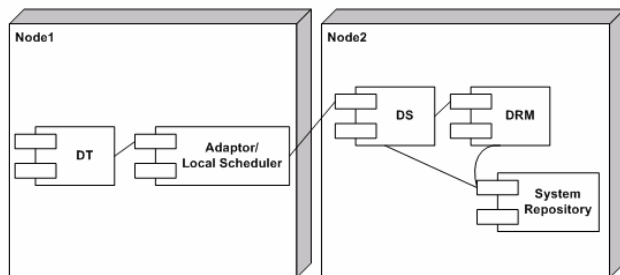 Node1
Node2
DT
Adaptor/
Local Scheduler
DS
DRM
System
Repository